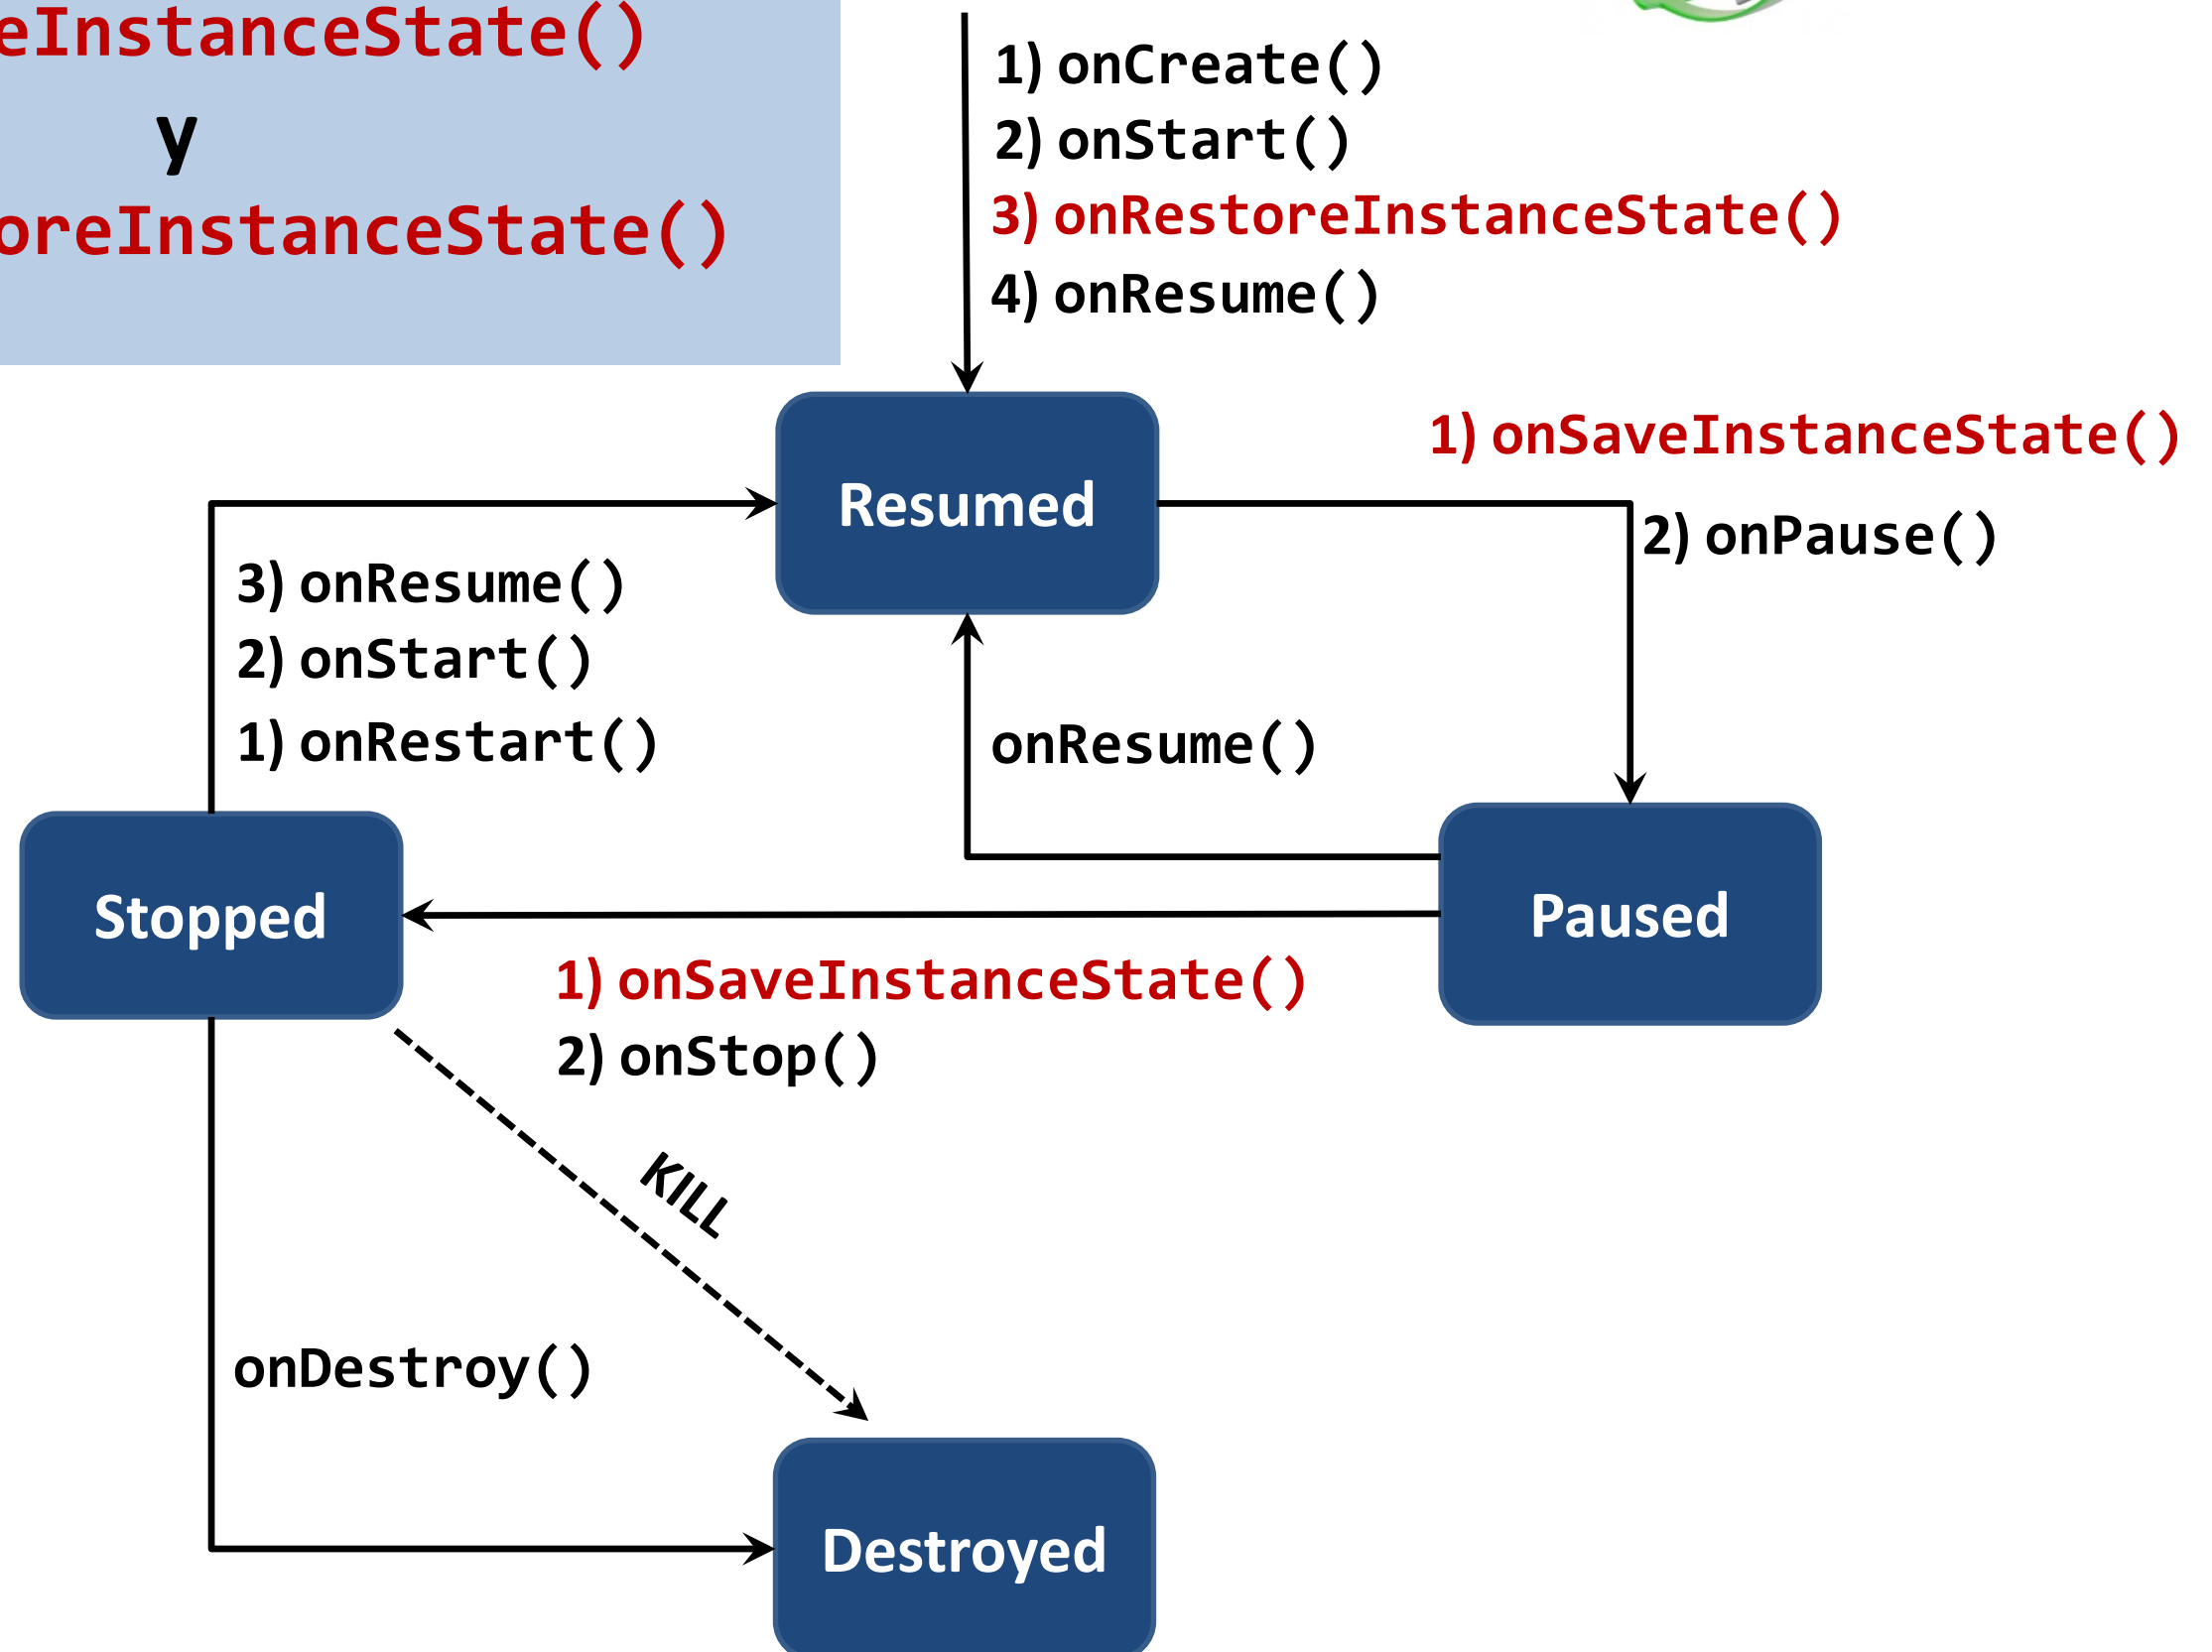 eInstanceState()
y
oreInstanceState()
1) onCreate()
2) onStart()
3) onRestoreInstanceState()
4) onResume()
1) onSaveInstanceState()
Resumed
2) onPause()
3) onResume()
2) onStart()
1) onRestart()
onResume()
Stopped
Paused
1) onSaveInstanceState()
2) onStop()
KILL
onDestroy()
Destroyed